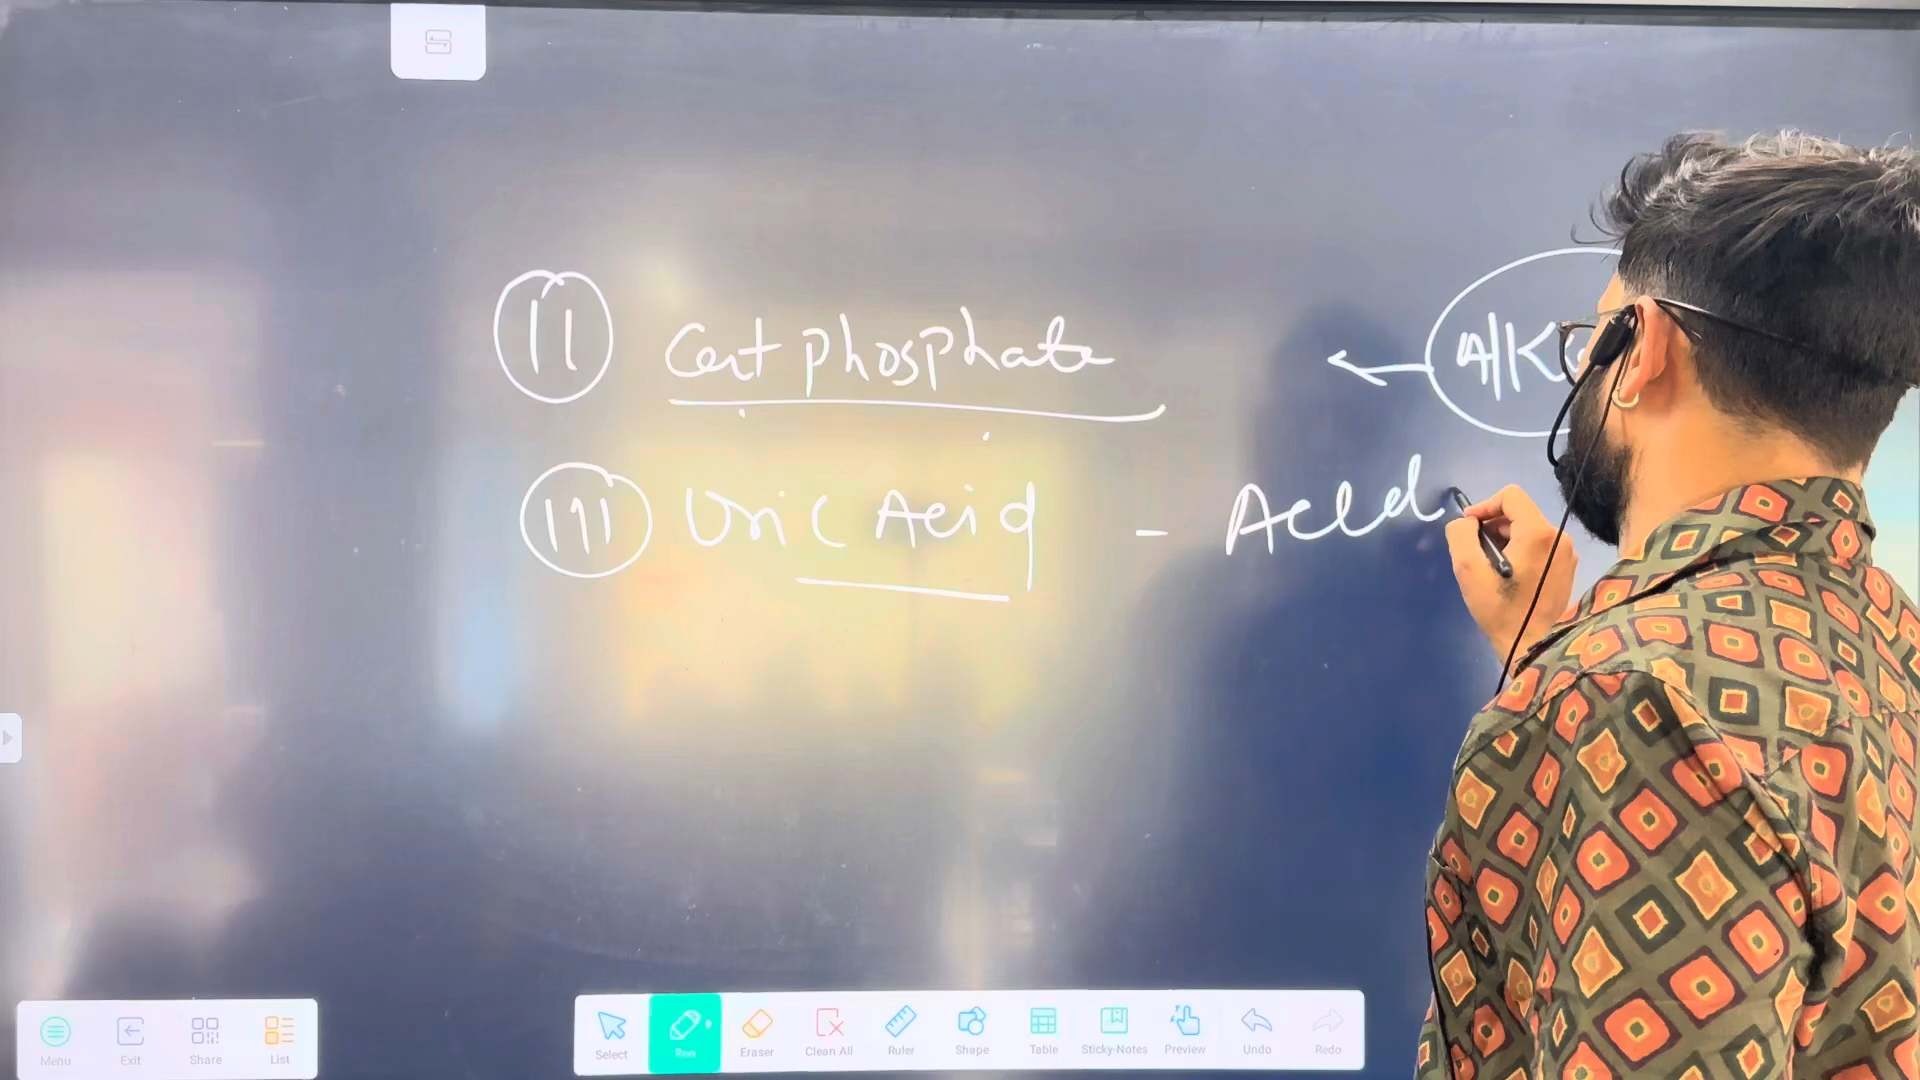 II Cat phosphate ← Alk
III Uric Acid - Acid
Menu Exit Share List
Select Pen Eraser Clean All Ruler Shape Table Sticky-Notes Preview Undo Redo